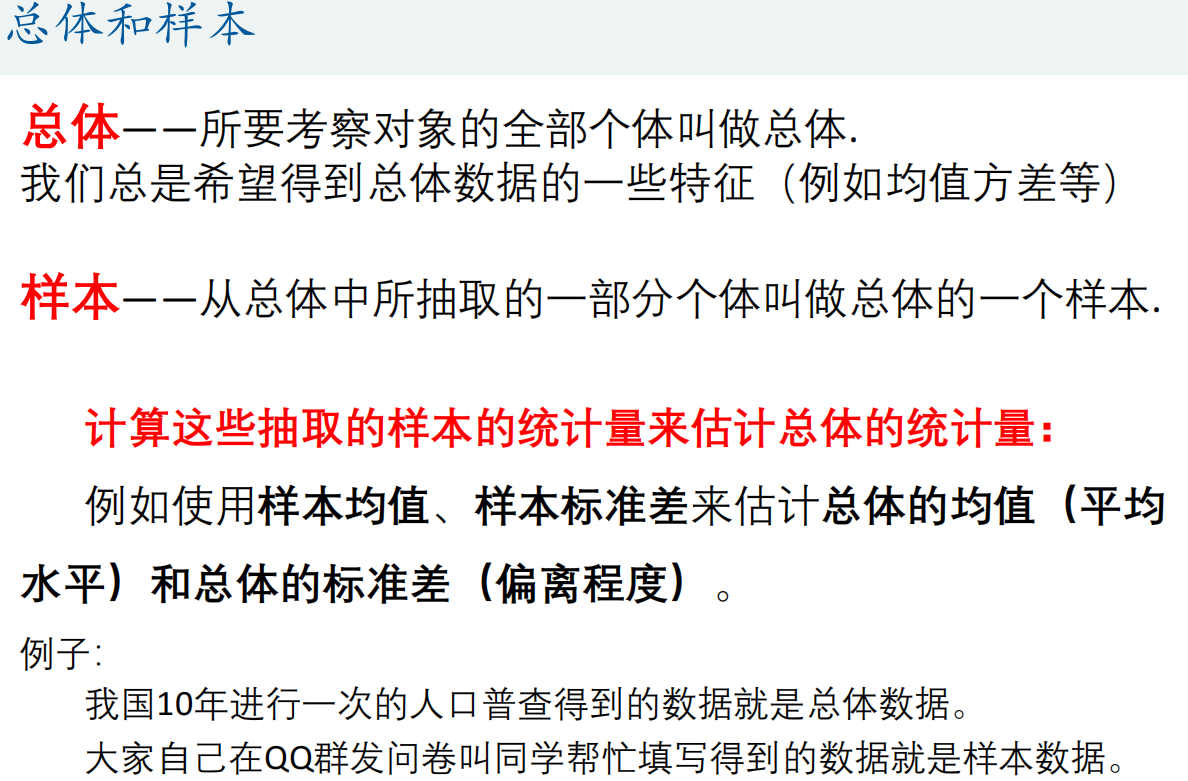 总体和样本
总体——所要考察对象的全部个体叫做总体.
我们总是希望得到总体数据的一些特征（例如均值方差等）
样本——从总体中所抽取的一部分个体叫做总体的一个样本.
计算这些抽取的样本的统计量来估计总体的统计量：
例如使用样本均值、样本标准差来估计总体的均值（平均
水平）和总体的标准差（偏离程度）。
例子：
我国10年进行一次的人口普查得到的数据就是总体数据。
大家自己在QQ群发问卷叫同学帮忙填写得到的数据就是样本数据。